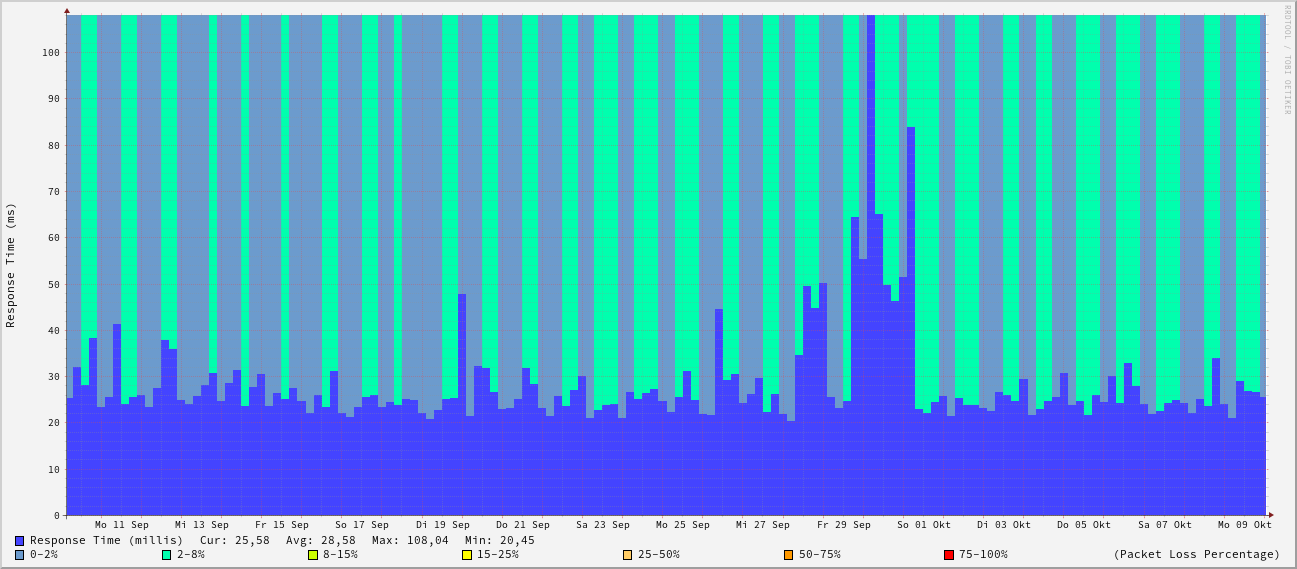 RRDTOOL / TOBI OETIKER
Response Time (ms)
100
90
80
70
60
50
40
30
20
10
0
Mo 11 Sep Mi 13 Sep Fr 15 Sep So 17 Sep Di 19 Sep Do 21 Sep Sa 23 Sep Mo 25 Sep Mi 27 Sep Fr 29 Sep So 01 Okt Di 03 Okt Do 05 Okt Sa 07 Okt Mo 09 Okt
Response Time (millis) Cur: 25,58 Avg: 28,58 Max: 108,04 Min: 20,45
0-2% 2-8% 8-15% 15-25% 25-50% 50-75% 75-100% (Packet Loss Percentage)